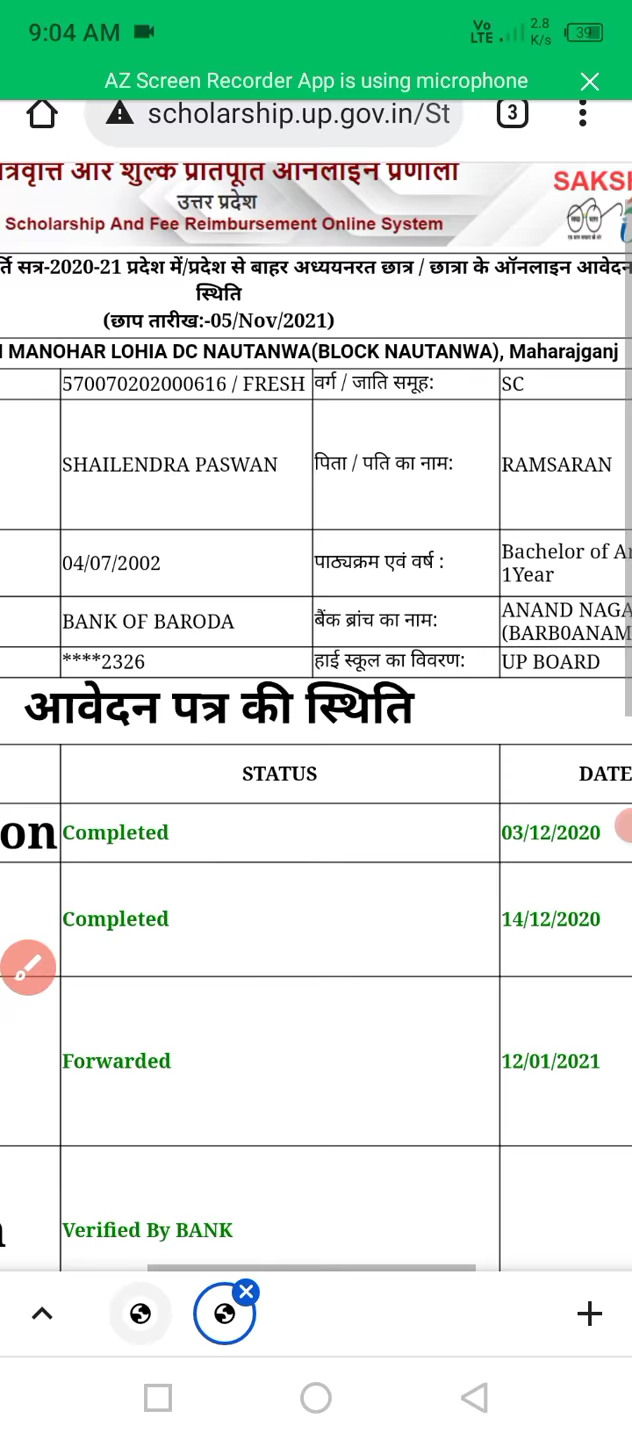 9:04 AM
Vo LTE 2.8 K/s 39
AZ Screen Recorder App is using microphone
scholarship.up.gov.in/St
3
त्रवृत्ति और शुल्क प्रतिपूर्ति ऑनलाइन प्रणाली
उत्तर प्रदेश
Scholarship And Fee Reimbursement Online System
SAKSH
र्ति सत्र-2020-21 प्रदेश में/प्रदेश से बाहर अध्ययनरत छात्र / छात्रा के ऑनलाइन आवेदन
स्थिति
(छाप तारीख:-05/Nov/2021)
MANOHAR LOHIA DC NAUTANWA(BLOCK NAUTANWA), Maharajganj
570070202000616 / FRESH वर्ग / जाति समूह: SC
SHAILENDRA PASWAN पिता / पति का नाम: RAMSARAN
04/07/2002 पाठ्यक्रम एवं वर्ष : Bachelor of Ar
1Year
BANK OF BARODA बैंक ब्रांच का नाम: ANAND NAGA
(BARB0ANAM
****2326 हाई स्कूल का विवरण: UP BOARD
आवेदन पत्र की स्थिति
STATUS DATE
on Completed 03/12/2020
Completed 14/12/2020
Forwarded 12/01/2021
Verified By BANK